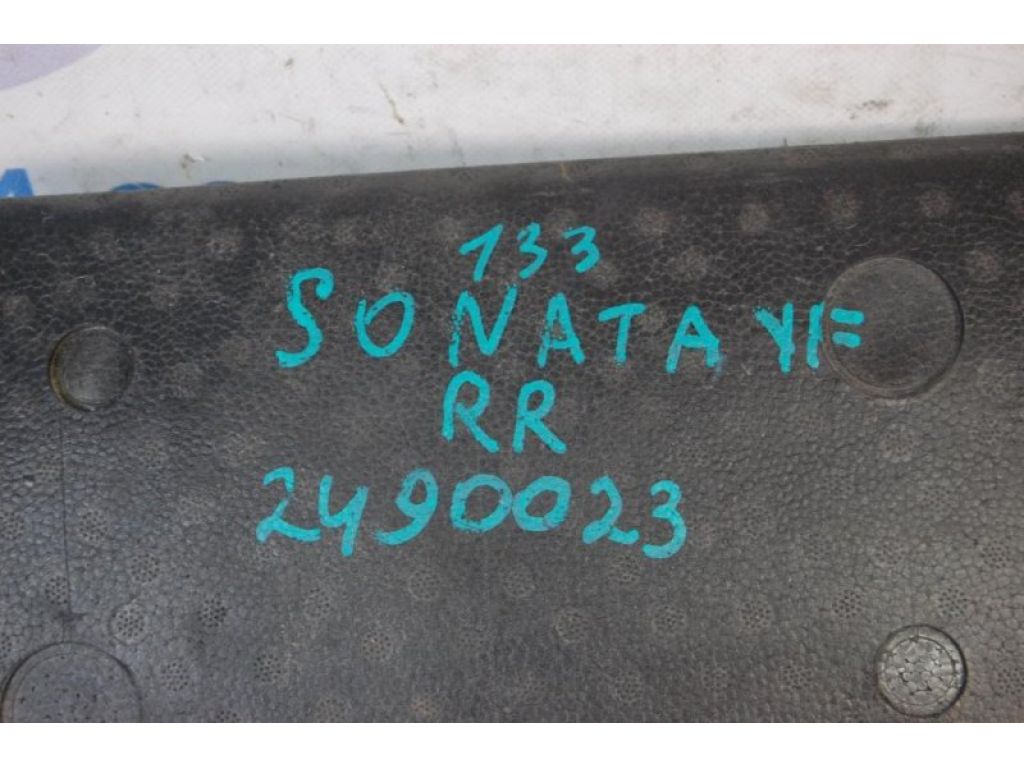 133
SONATA YF
RR
2490023